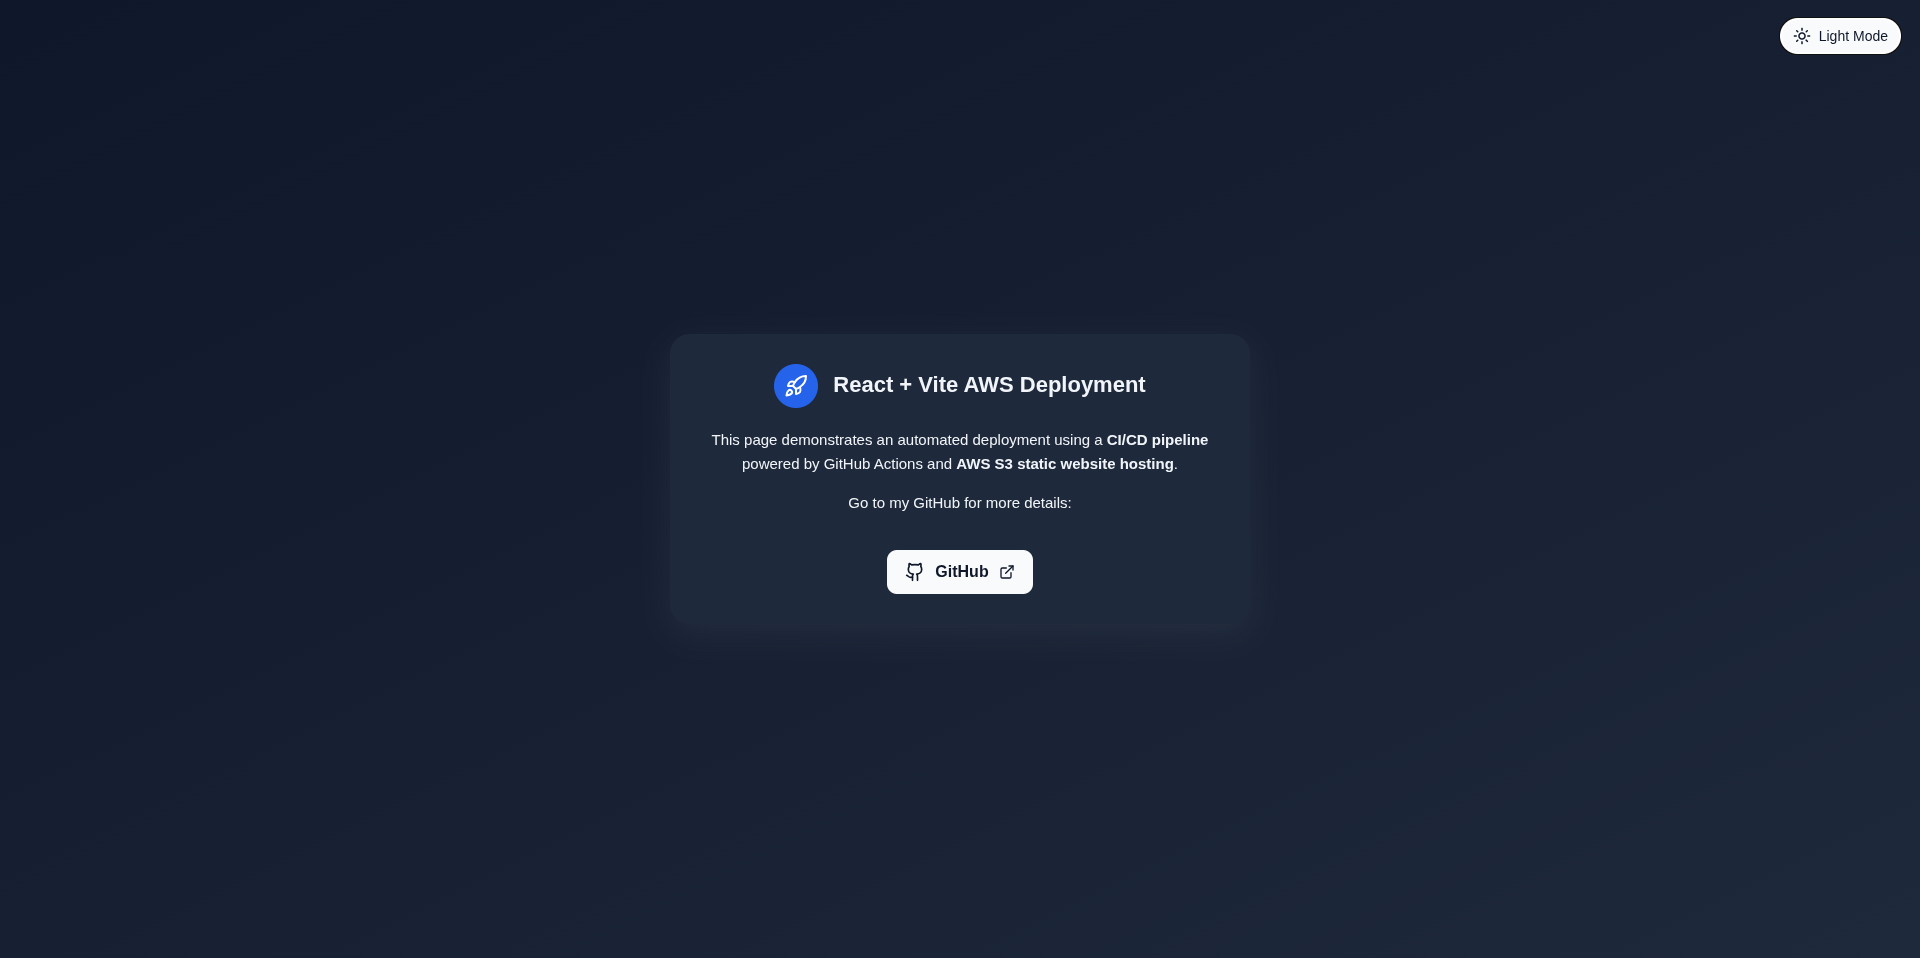 Light Mode
React + Vite AWS Deployment
This page demonstrates an automated deployment using a CI/CD pipeline
powered by GitHub Actions and AWS S3 static website hosting.
Go to my GitHub for more details:
GitHub